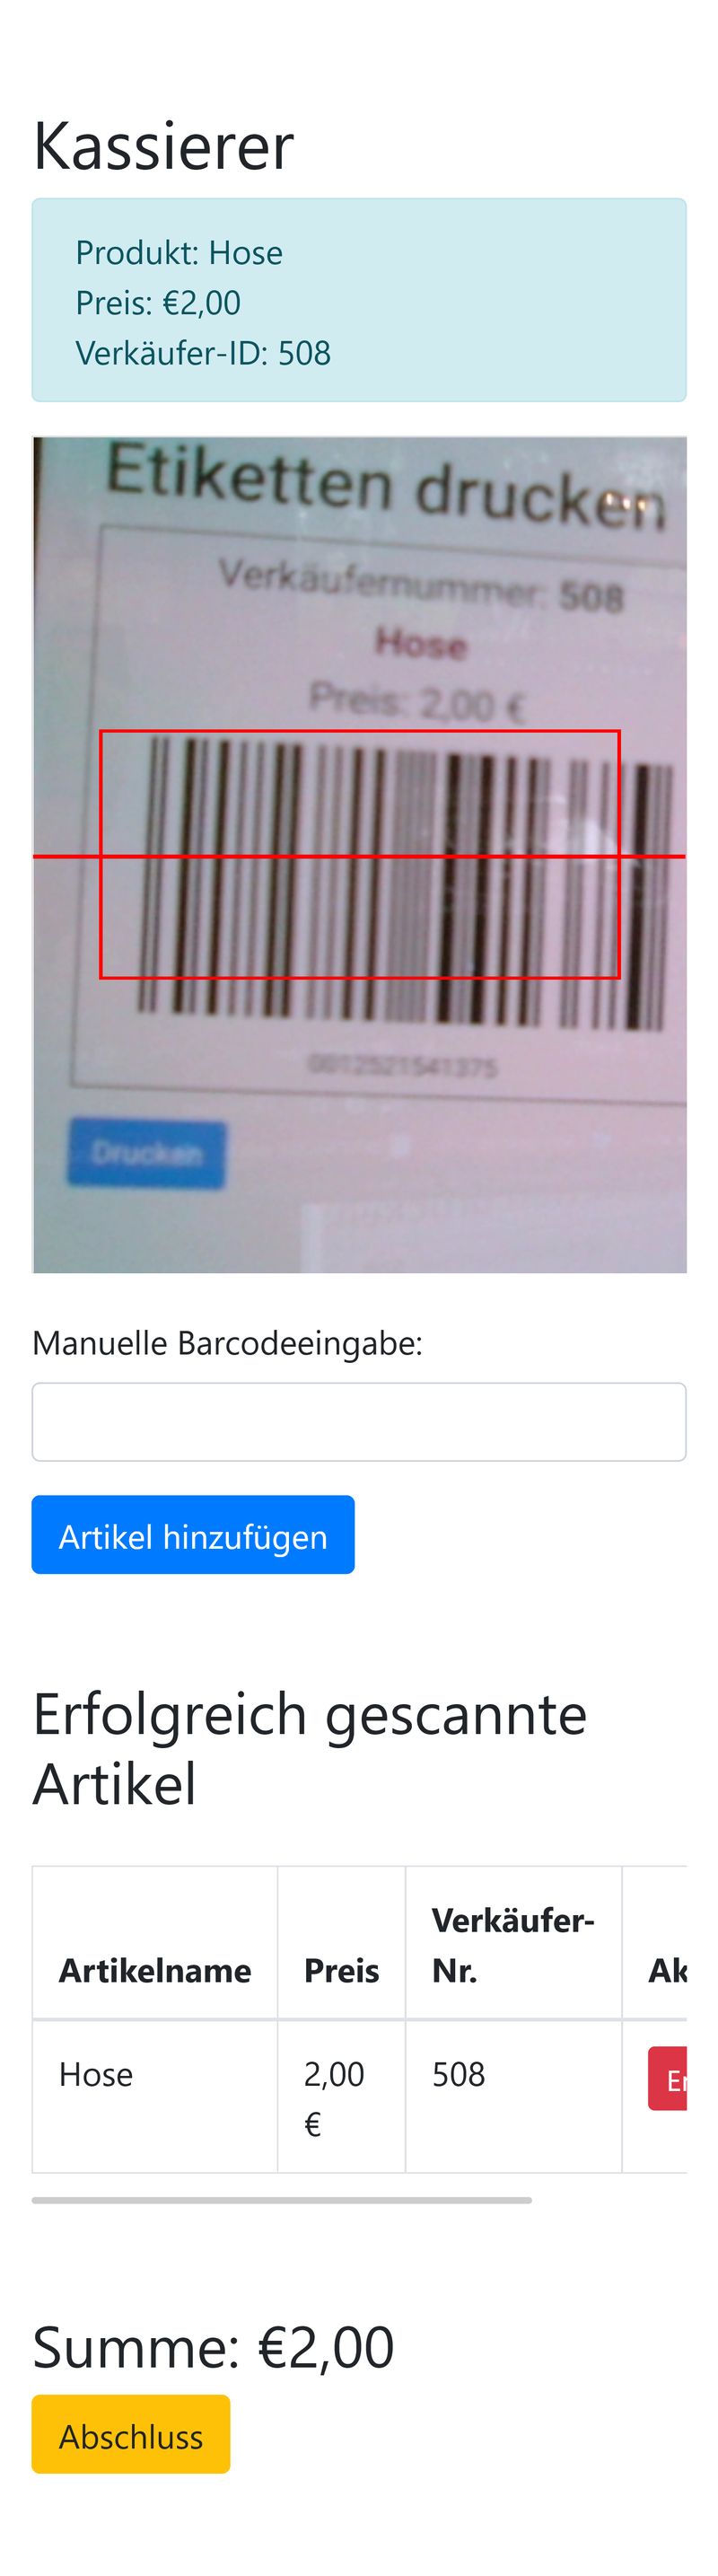 Kassierer
Produkt: Hose
Preis: €2,00
Verkäufer-ID: 508
Etiketten drucken
Verkäufernummer: 508
Hose
Preis: 2,00 €
0012521541375
Drucken
Manuelle Barcodeeingabe:
Artikel hinzufügen
Erfolgreich gescannte
Artikel
Artikelname Preis Verkäufer-Nr. Ak
Hose 2,00 € 508 Er
Summe: €2,00
Abschluss